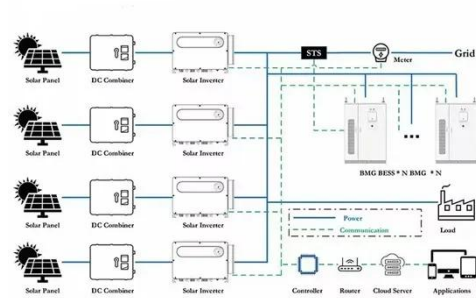 STS
Meter
Grid
Solar Panel
DC Combiner
Solar Inverter
Solar Panel
DC Combiner
Solar Inverter
BMG BESS * N BMG * N
Solar Panel
DC Combiner
Solar Inverter
Power
Communication
Load
Solar Panel
DC Combiner
Solar Inverter
Controller
Router
Cloud Server
Applications